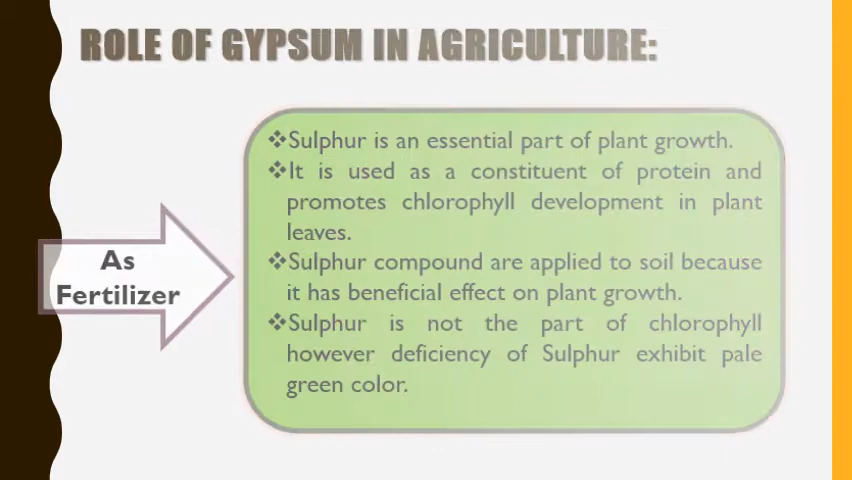 ROLE OF GYPSUM IN AGRICULTURE:
As
Fertilizer
❖Sulphur is an essential part of plant growth.
❖It is used as a constituent of protein and
promotes chlorophyll development in plant
leaves.
❖Sulphur compound are applied to soil because
it has beneficial effect on plant growth.
❖Sulphur is not the part of chlorophyll
however deficiency of Sulphur exhibit pale
green color.